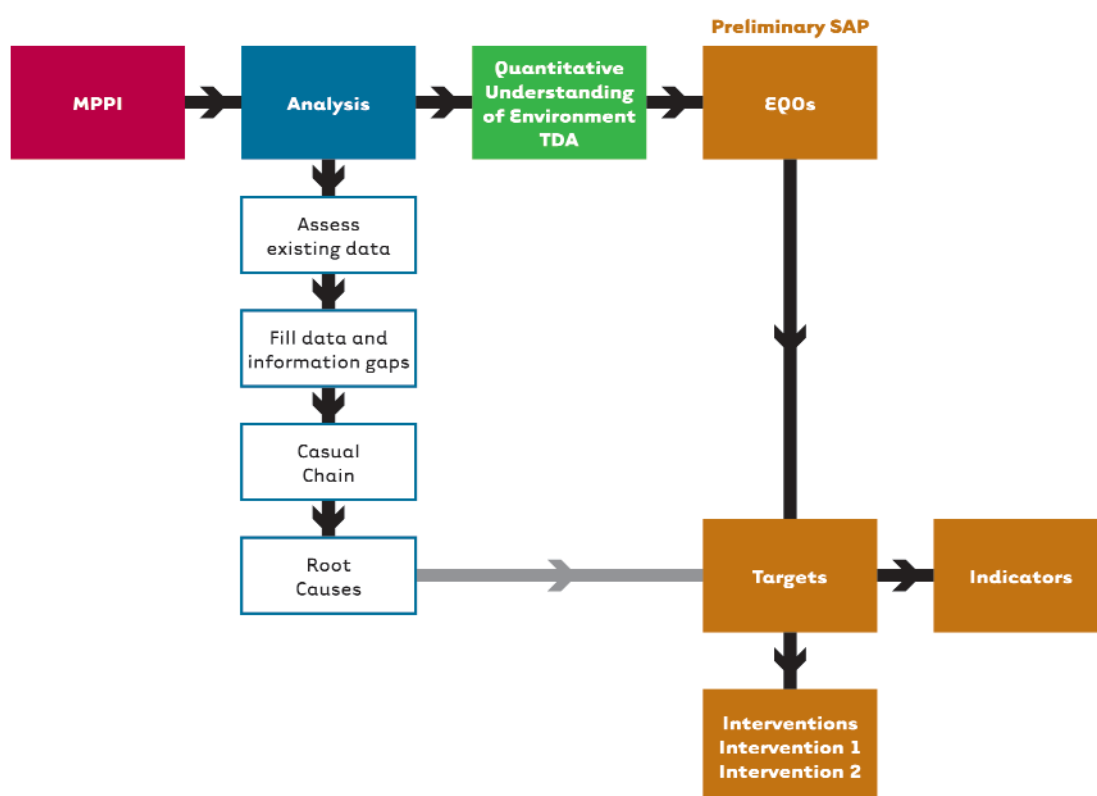 Preliminary SAP
MPPI
Analysis
Quantitative
Understanding
of Environment
TDA
EQOs
Assess
existing data
Fill data and
information gaps
Casual
Chain
Root
Causes
Targets
Indicators
Interventions
Intervention 1
Intervention 2